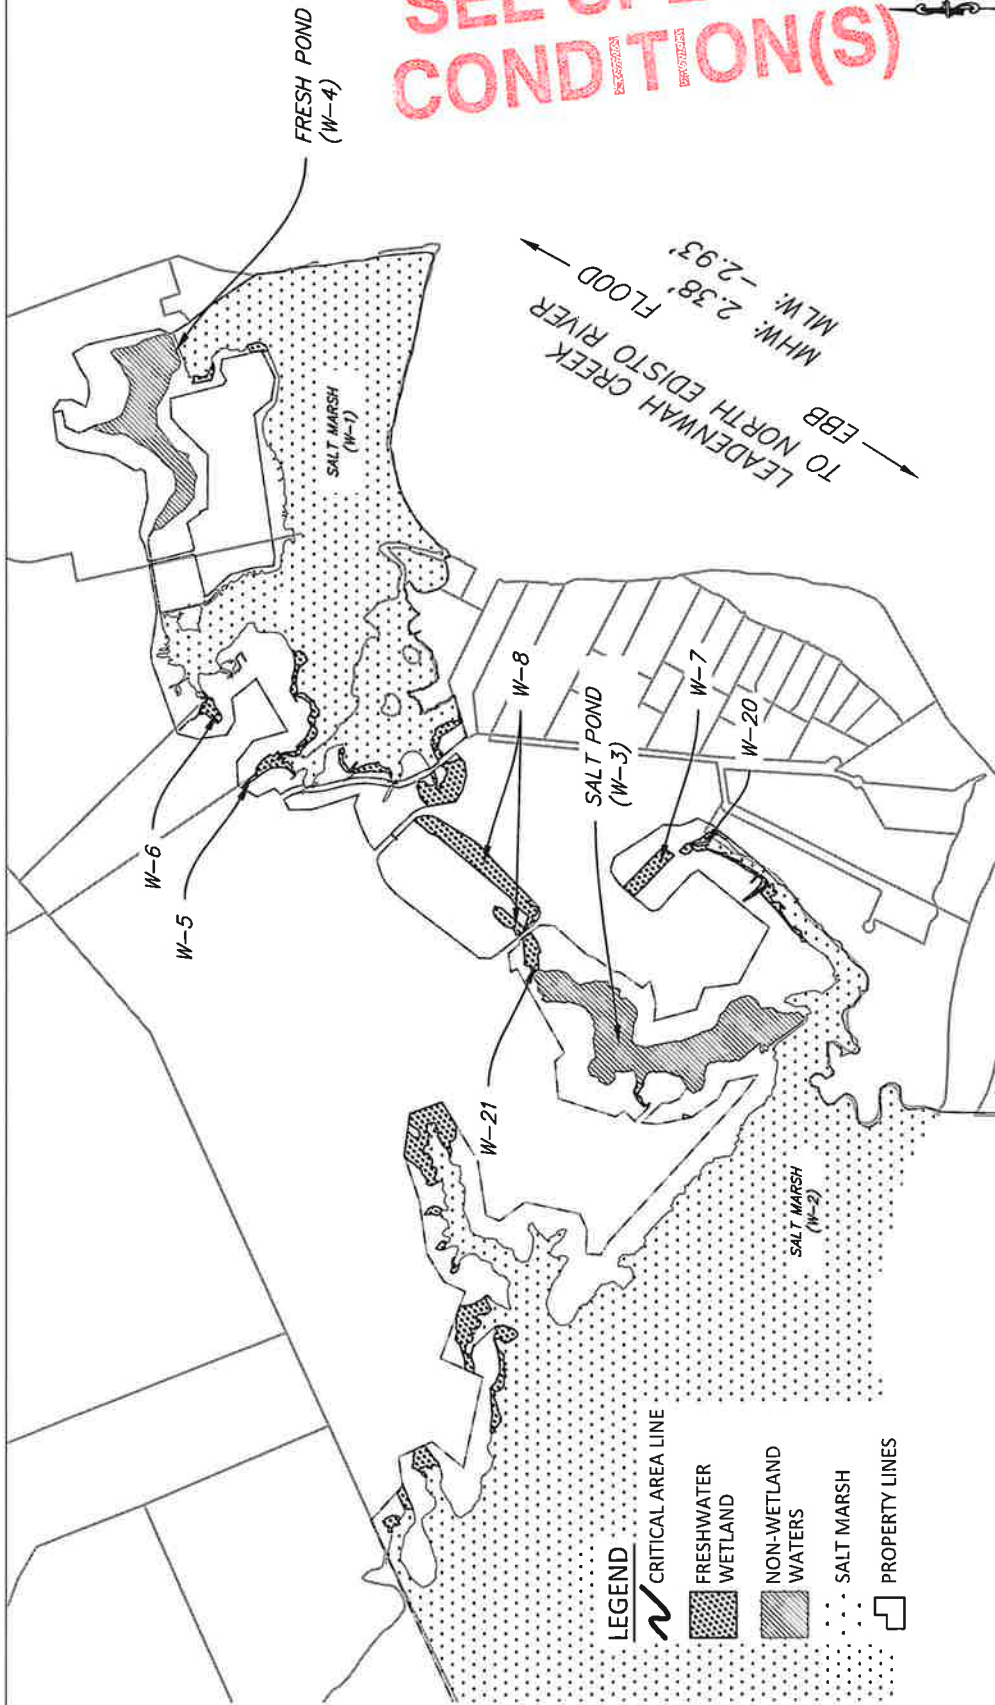 CONDITION(S)
FRESH POND
(W-4)
SALT MARSH
(W-1)
LEADENWAH CREEK
TO NORTH EDISTO RIVER
EBB
FLOOD
MHW: 2.38'
MLW: -2.93'
W-6
W-5
W-8
SALT POND
(W-3)
W-7
W-20
W-21
SALT MARSH
(W-2)
LEGEND
CRITICAL AREA LINE
FRESHWATER
WETLAND
NON-WETLAND
WATERS
SALT MARSH
PROPERTY LINES